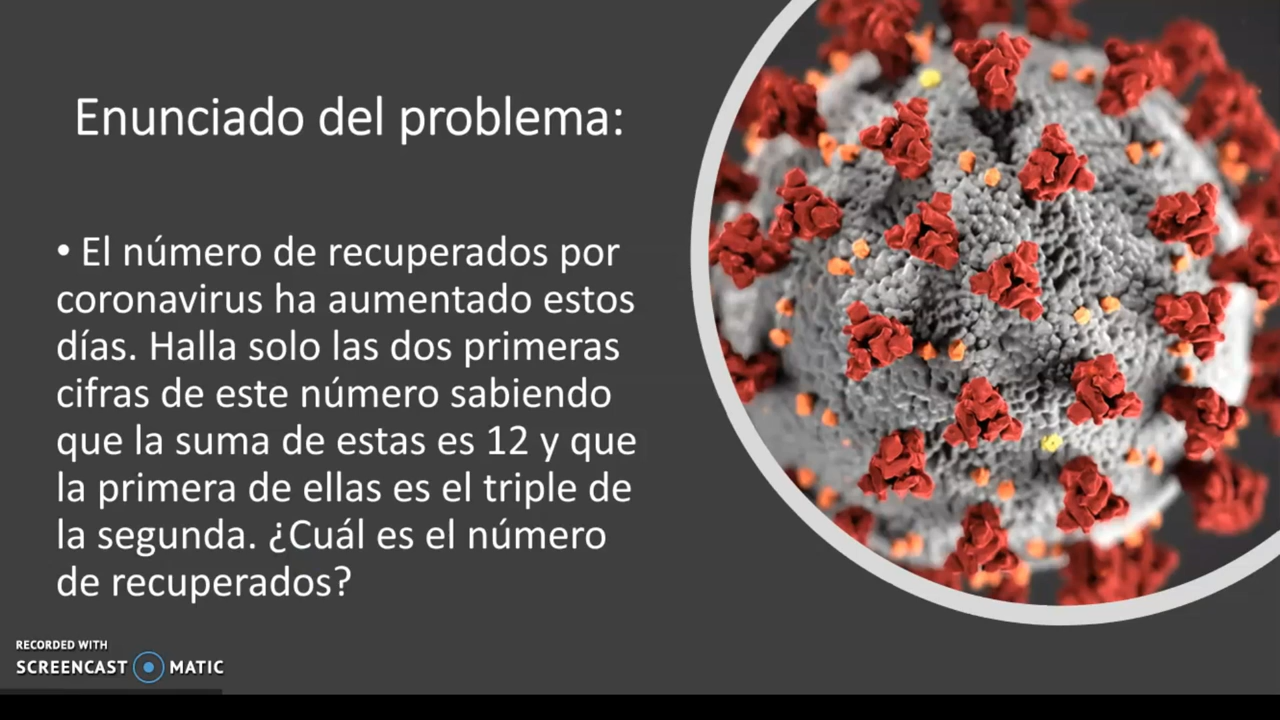 Enunciado del problema:
• El número de recuperados por
coronavirus ha aumentado estos
días. Halla solo las dos primeras
cifras de este número sabiendo
que la suma de estas es 12 y que
la primera de ellas es el triple de
la segunda. ¿Cuál es el número
de recuperados?
RECORDED WITH
SCREENCAST MATIC